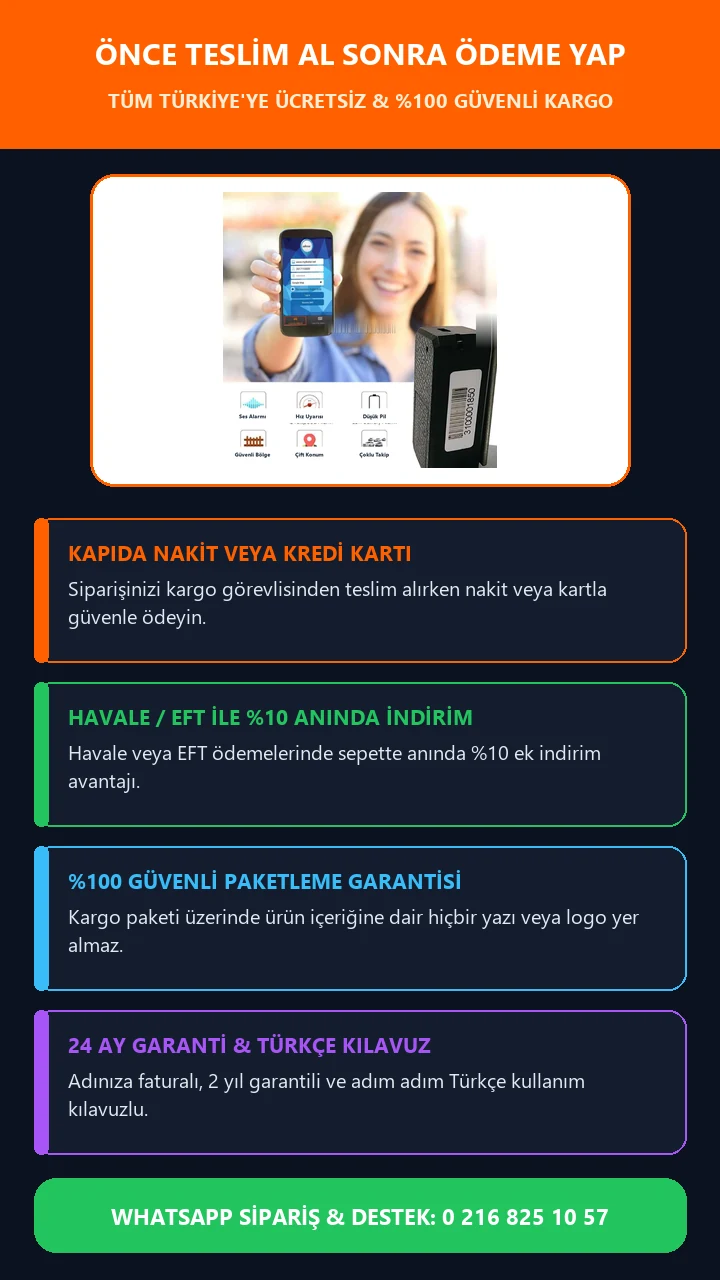 ÖNCE TESLİM AL SONRA ÖDEME YAP
TÜM TÜRKİYE'YE ÜCRETSİZ & %100 GÜVENLİ KARGO
Ses Alarmı
Hız Uyarısı
Düşük Pil
Güvenli Bölge
Çift Konum
Çoklu Takip
3100001850
KAPIDA NAKİT VEYA KREDİ KARTI
Siparişinizi kargo görevlisinden teslim alırken nakit veya kartla
güvenle ödeyin.
HAVALE / EFT İLE %10 ANINDA İNDİRİM
Havale veya EFT ödemelerinde sepette anında %10 ek indirim
avantajı.
%100 GÜVENLİ PAKETLEME GARANTİSİ
Kargo paketi üzerinde ürün içeriğine dair hiçbir yazı veya logo yer
almaz.
24 AY GARANTİ & TÜRKÇE KILAVUZ
Adınıza faturalı, 2 yıl garantili ve adım adım Türkçe kullanım
kılavuzlu.
WHATSAPP SİPARİŞ & DESTEK: 0 216 825 10 57